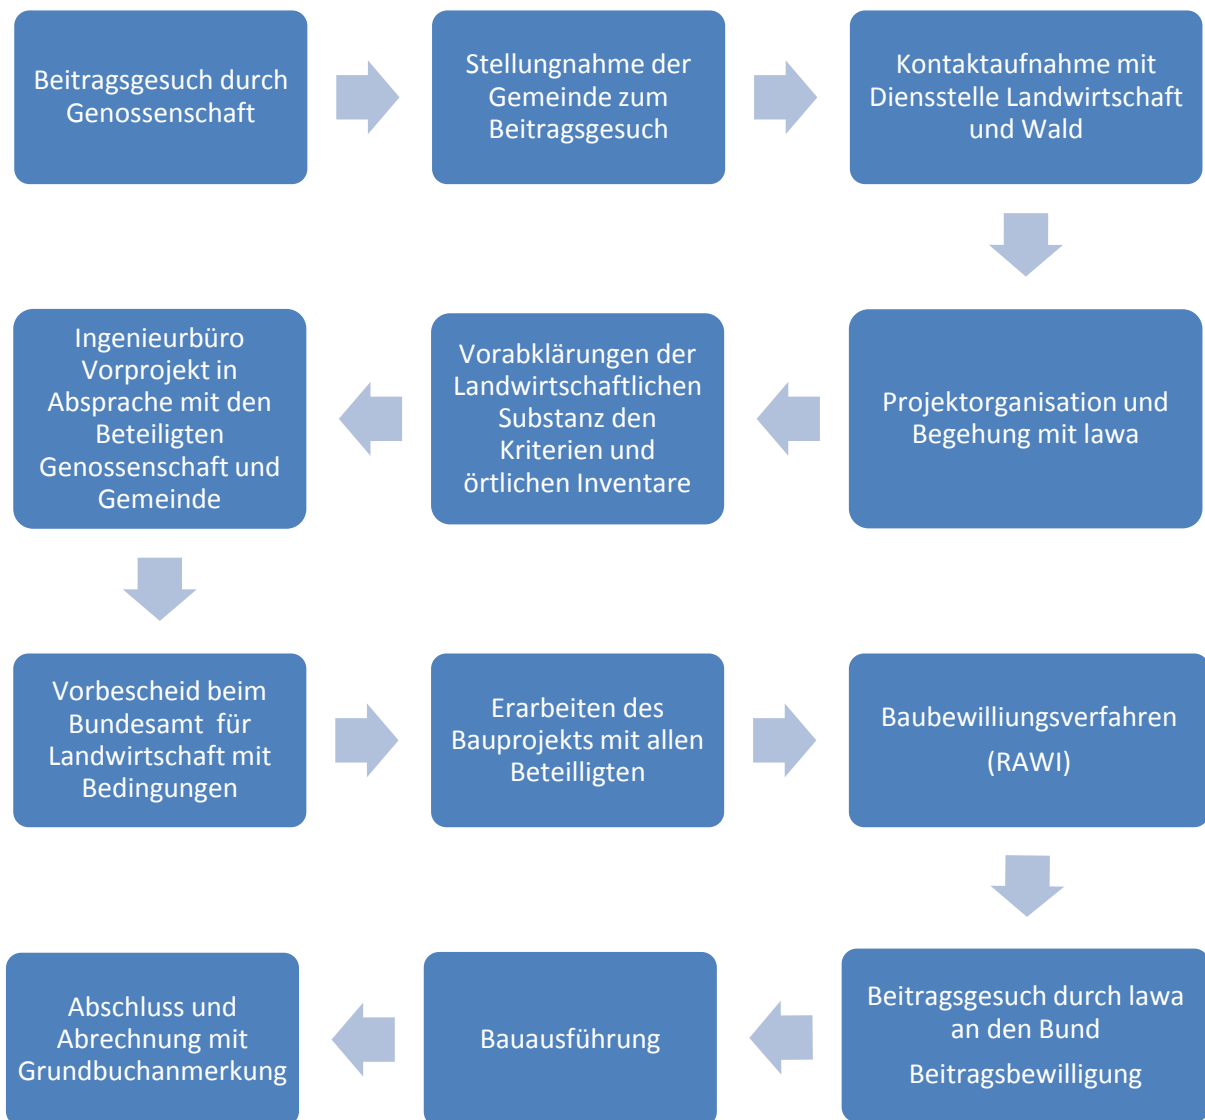 Beitragsgesuch durch
Genossenschaft
Stellungnahme der
Gemeinde zum
Beitragsgesuch
Kontaktaufnahme mit
Diensstelle Landwirtschaft
und Wald
Projektorganisation und
Begehung mit lawa
Vorabklärungen der
Landwirtschaftlichen
Substanz den
Kriterien und
örtlichen Inventare
Ingenieurbüro
Vorprojekt in
Absprache mit den
Beteiligten
Genossenschaft und
Gemeinde
Vorbescheid beim
Bundesamt für
Landwirtschaft mit
Bedingungen
Erarbeiten des
Bauprojekts mit allen
Beteilligten
Baubewilliungsverfahren
(RAWI)
Beitragsgesuch durch lawa
an den Bund
Beitragsbewilligung
Bauausführung
Abschluss und
Abrechnung mit
Grundbuchanmerkung